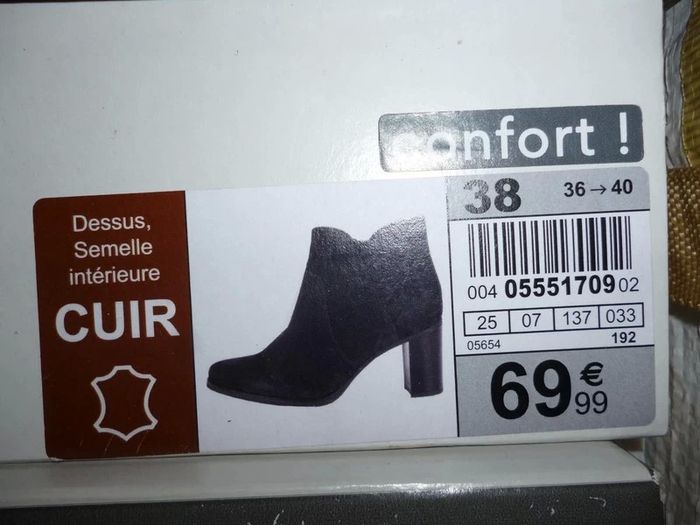 confort !
Dessus,
Semelle
intérieure
CUIR
38 36 → 40
004 05551709 02
25 07 137 033
05654 192
69 €99